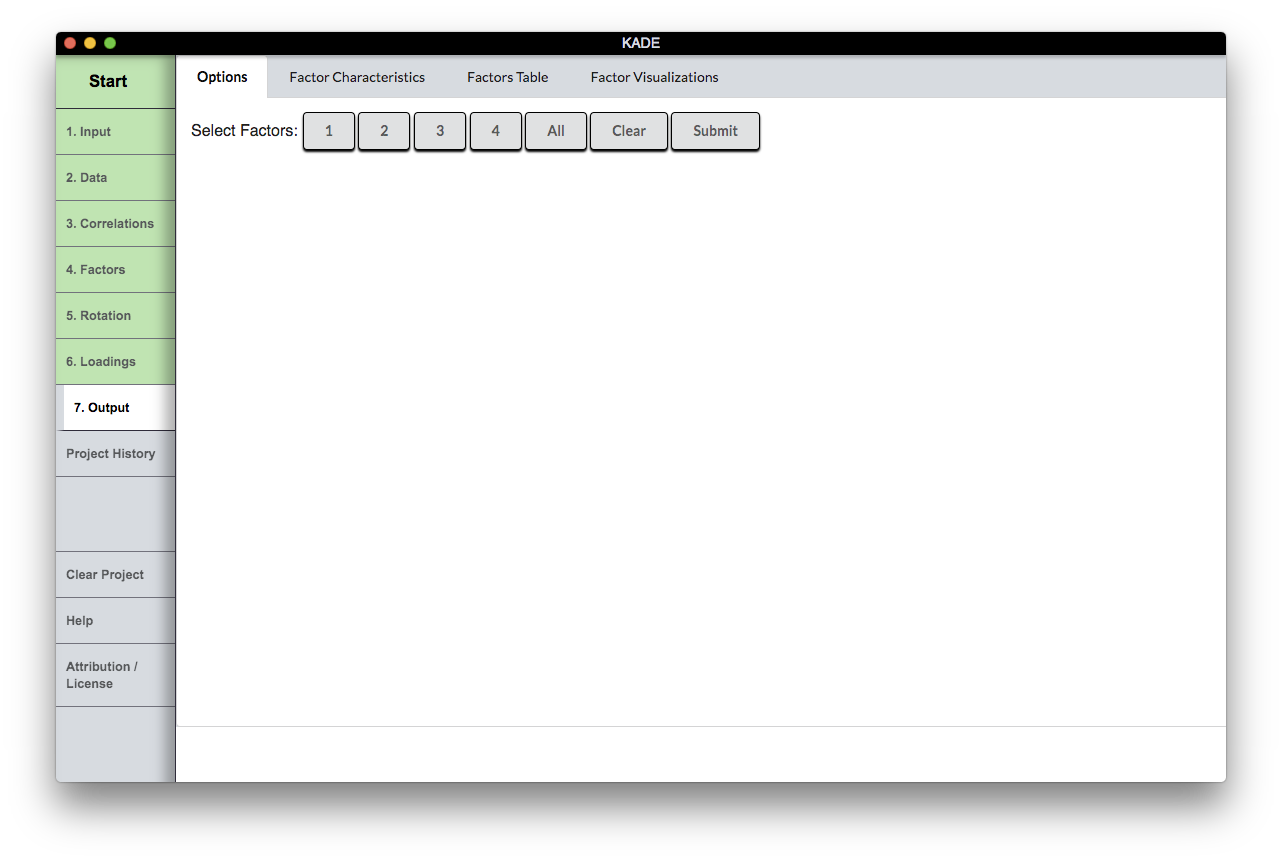 KADE
Start
1. Input
2. Data
3. Correlations
4. Factors
5. Rotation
6. Loadings
7. Output
Project History
Clear Project
Help
Attribution /
License
Options Factor Characteristics Factors Table Factor Visualizations
Select Factors: 1 2 3 4 All Clear Submit